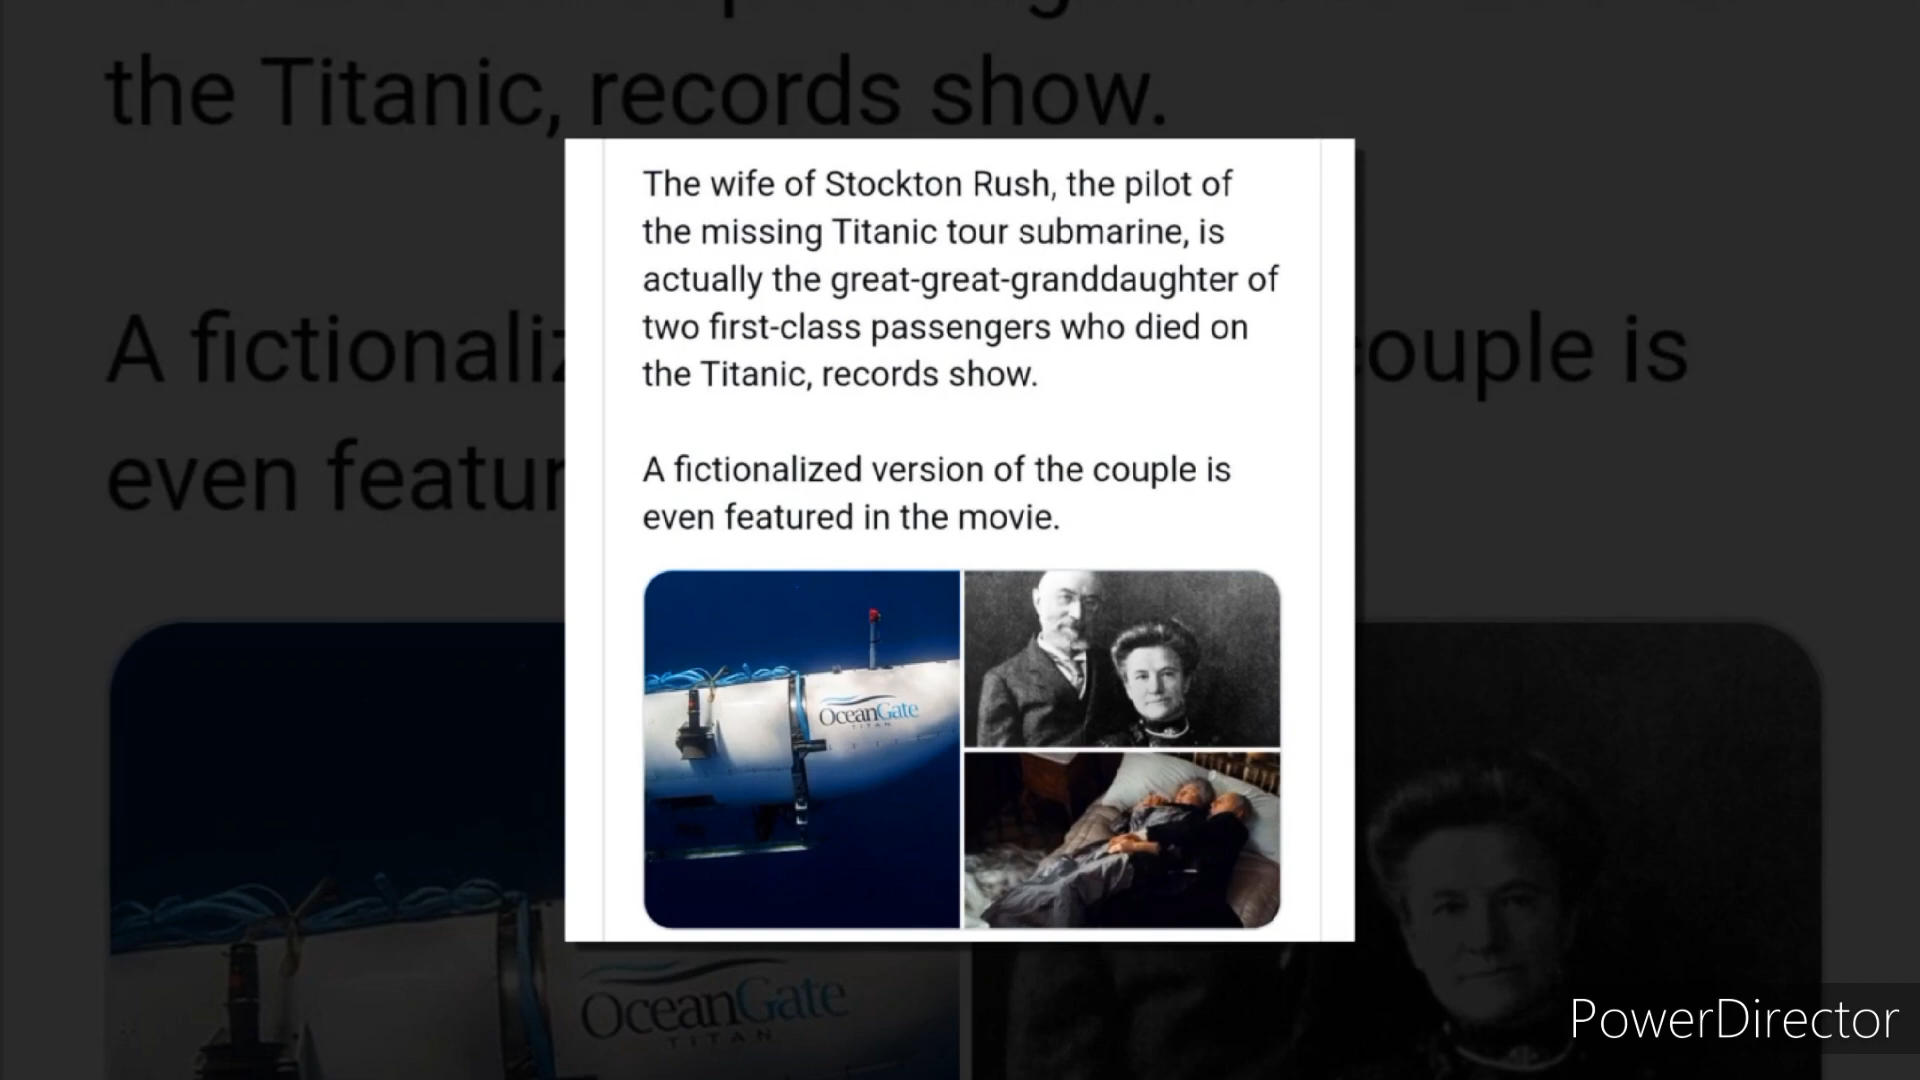 the Titanic, records show.
A fictionaliz
couple is
even featur
The wife of Stockton Rush, the pilot of
the missing Titanic tour submarine, is
actually the great-great-granddaughter of
two first-class passengers who died on
the Titanic, records show.
A fictionalized version of the couple is
even featured in the movie.
OceanGate
TITAN
OceanGate
TITAN
PowerDirector